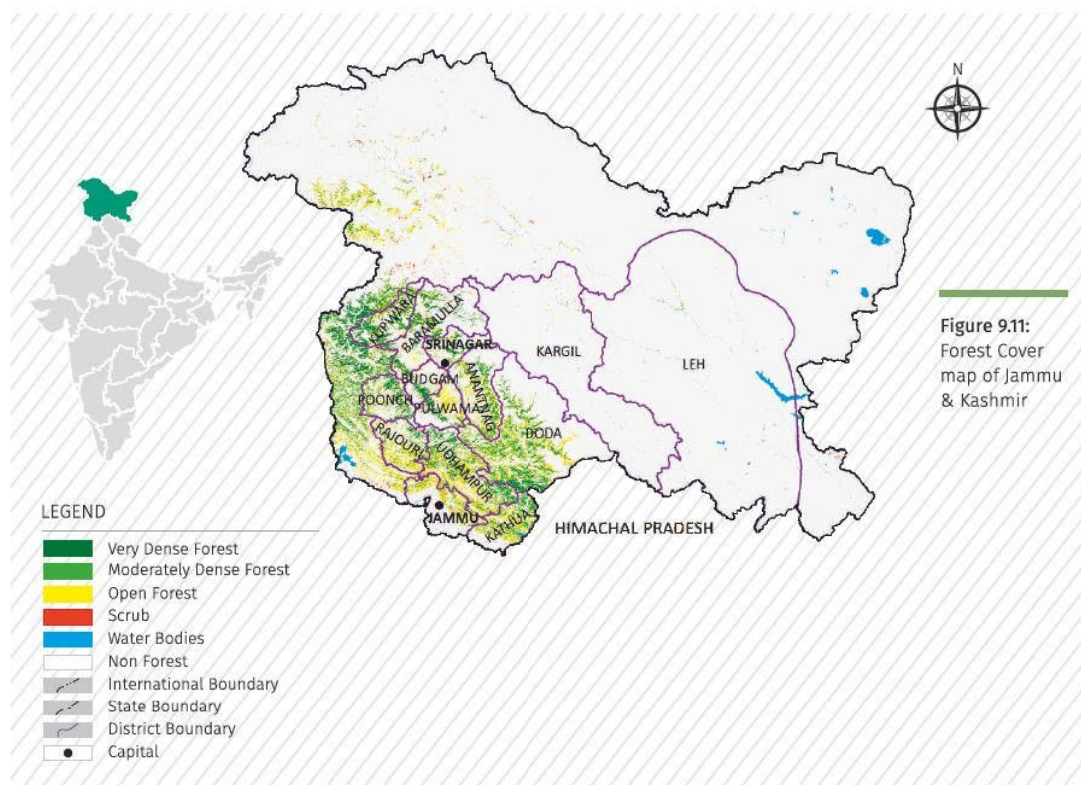 N
KUPWARA
BARAMULLA
SRINAGAR
KARGIL
LEH
BUDGAM
ANANTNAG
POONCH
PULWAMA
DODA
RAJOURI
UDHAMPUR
JAMMU
KATHUA
HIMACHAL PRADESH
Figure 9.11:
Forest Cover
map of Jammu
& Kashmir
LEGEND
Very Dense Forest
Moderately Dense Forest
Open Forest
Scrub
Water Bodies
Non Forest
International Boundary
State Boundary
District Boundary
Capital